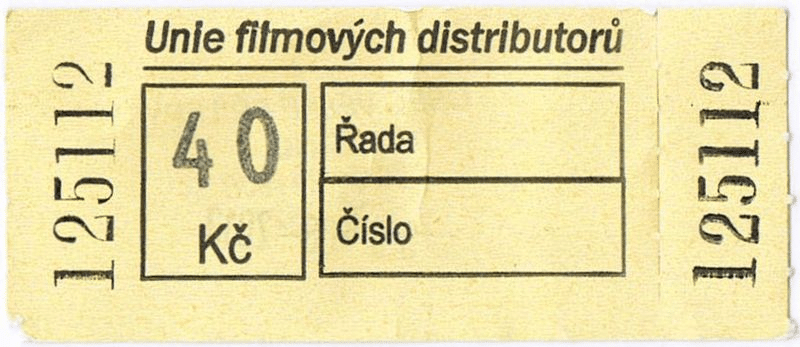 Unie filmových distributorů
125112
40
Kč
Řada
Číslo
125112